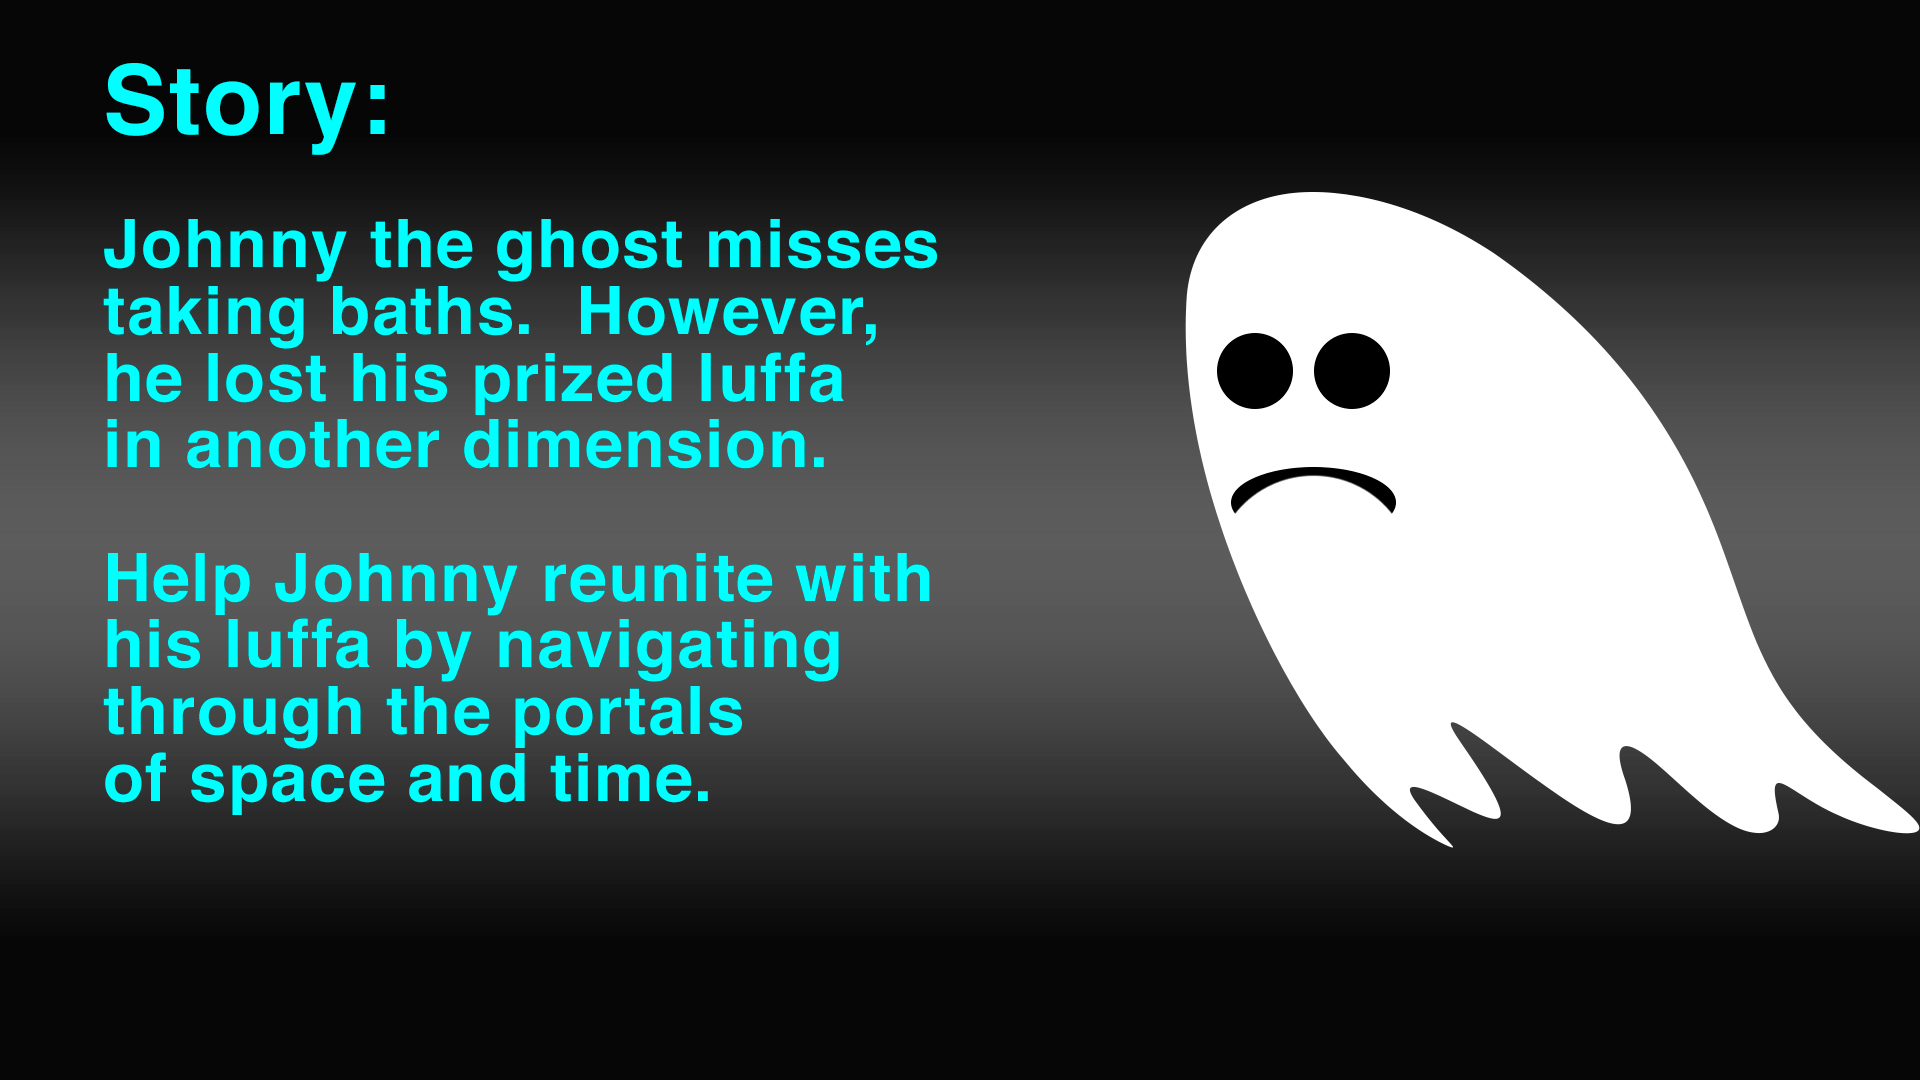 Story:
Johnny the ghost misses
taking baths.  However,
he lost his prized luffa
in another dimension.
Help Johnny reunite with
his luffa by navigating
through the portals
of space and time.